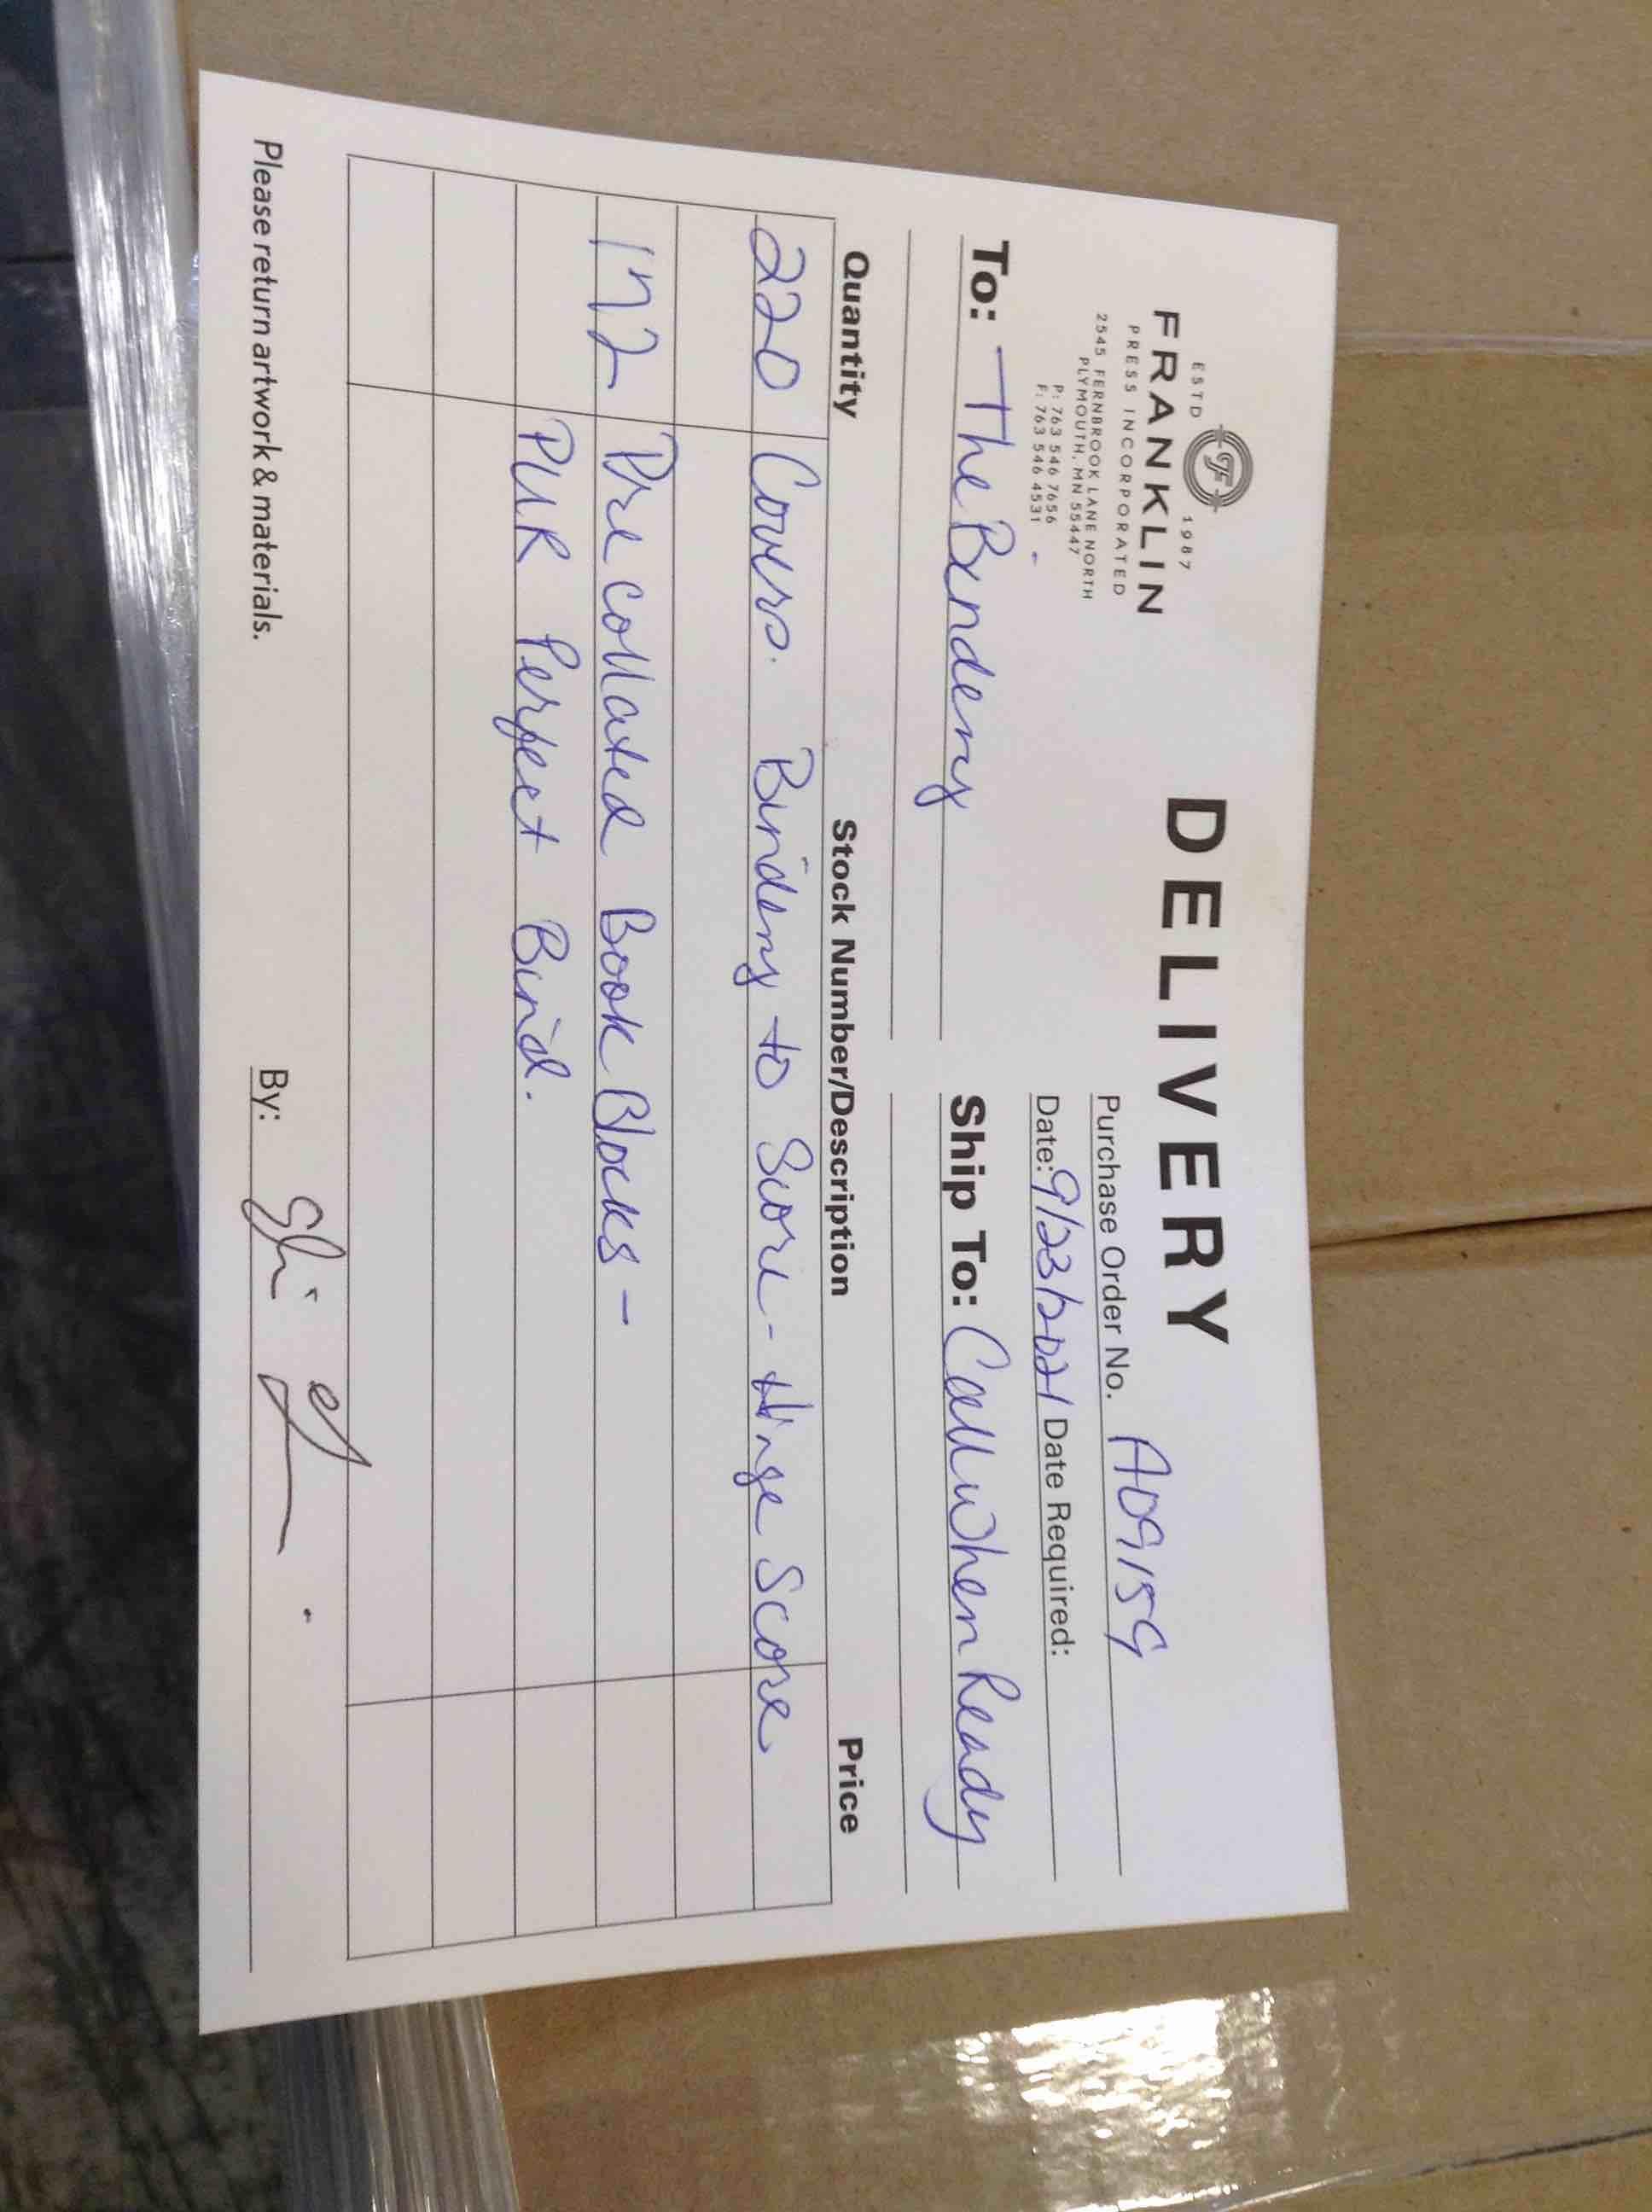 ESTD 1987
FRANKLIN
PRESS INCORPORATED
2545 FERNBROOK LANE NORTH
PLYMOUTH, MN 55447
P: 763 546 7656
F: 763 546 4531
DELIVERY
Purchase Order No. A09159
Date: 9/23/2021 Date Required:
To: The Bindery
Ship To: Call when Ready
Quantity Stock Number/Description Price
220 Covers. Bindery to Score - Hinge Score
172 Pre collated Book Blocks -
PUR Perfect Bind.
Please return artwork & materials. By: